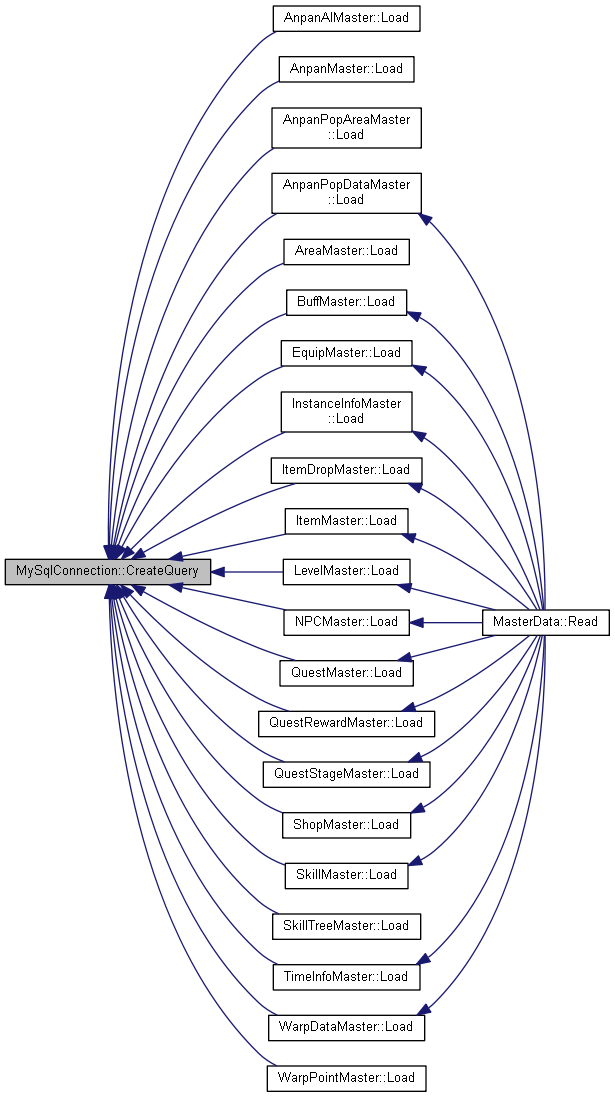 AnpanAIMaster::Load
AnpanMaster::Load
AnpanPopAreaMaster
::Load
AnpanPopDataMaster
::Load
AreaMaster::Load
BuffMaster::Load
EquipMaster::Load
InstanceInfoMaster
::Load
ItemDropMaster::Load
ItemMaster::Load
MySqlConnection::CreateQuery
LevelMaster::Load
NPCMaster::Load
MasterData::Read
QuestMaster::Load
QuestRewardMaster::Load
QuestStageMaster::Load
ShopMaster::Load
SkillMaster::Load
SkillTreeMaster::Load
TimeInfoMaster::Load
WarpDataMaster::Load
WarpPointMaster::Load